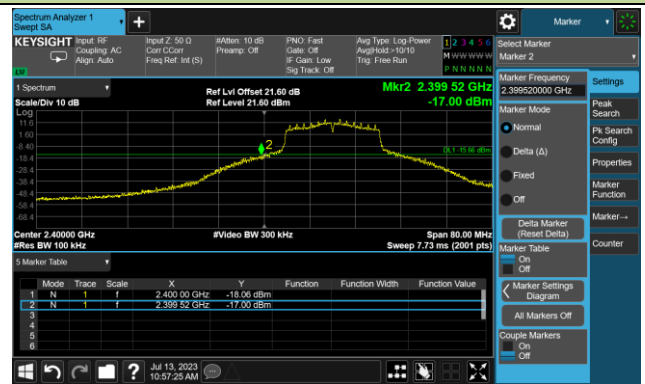 Spectrum Analyzer 1
Swept SA
+
Marker
KEYSIGHT
Input: RF
Coupling: AC
Align: Auto
Input Z: 50 Ω
Corr CCorr
Freq Ref: Int (S)
#Atten: 10 dB
Preamp: Off
PNO: Fast
Gate: Off
IF Gain: Low
Sig Track: Off
Avg Type: Log-Power
Avg|Hold:>10/10
Trig: Free Run
1 2 3 4 5 6
M W W W W W
P N N N N N
LXI
Select Marker
Marker 2
1 Spectrum
Scale/Div 10 dB
Ref Lvl Offset 21.60 dB
Ref Level 21.60 dBm
Mkr2 2.399 52 GHz
-17.00 dBm
Log
11.6
1.60
-8.40
-18.4
-28.4
-38.4
-48.4
-58.4
-68.4
2
DL1 -15.66 dBm
Center 2.40000 GHz
#Res BW 100 kHz
#Video BW 300 kHz
Span 80.00 MHz
Sweep 7.73 ms (2001 pts)
5 Marker Table
Mode Trace Scale X Y Function Function Width Function Value
1 N 1 f 2.400 00 GHz -18.06 dBm
2 N 1 f 2.399 52 GHz -17.00 dBm
3
4
5
6
Marker Frequency
2.399520000 GHz
Marker Mode
Normal
Delta (Δ)
Fixed
Off
Delta Marker
(Reset Delta)
Marker Table
On
Off
Marker Settings
Diagram
All Markers Off
Couple Markers
On
Off
Settings
Peak
Search
Pk Search
Config
Properties
Marker
Function
Marker→
Counter
?
Jul 13, 2023
10:57:25 AM